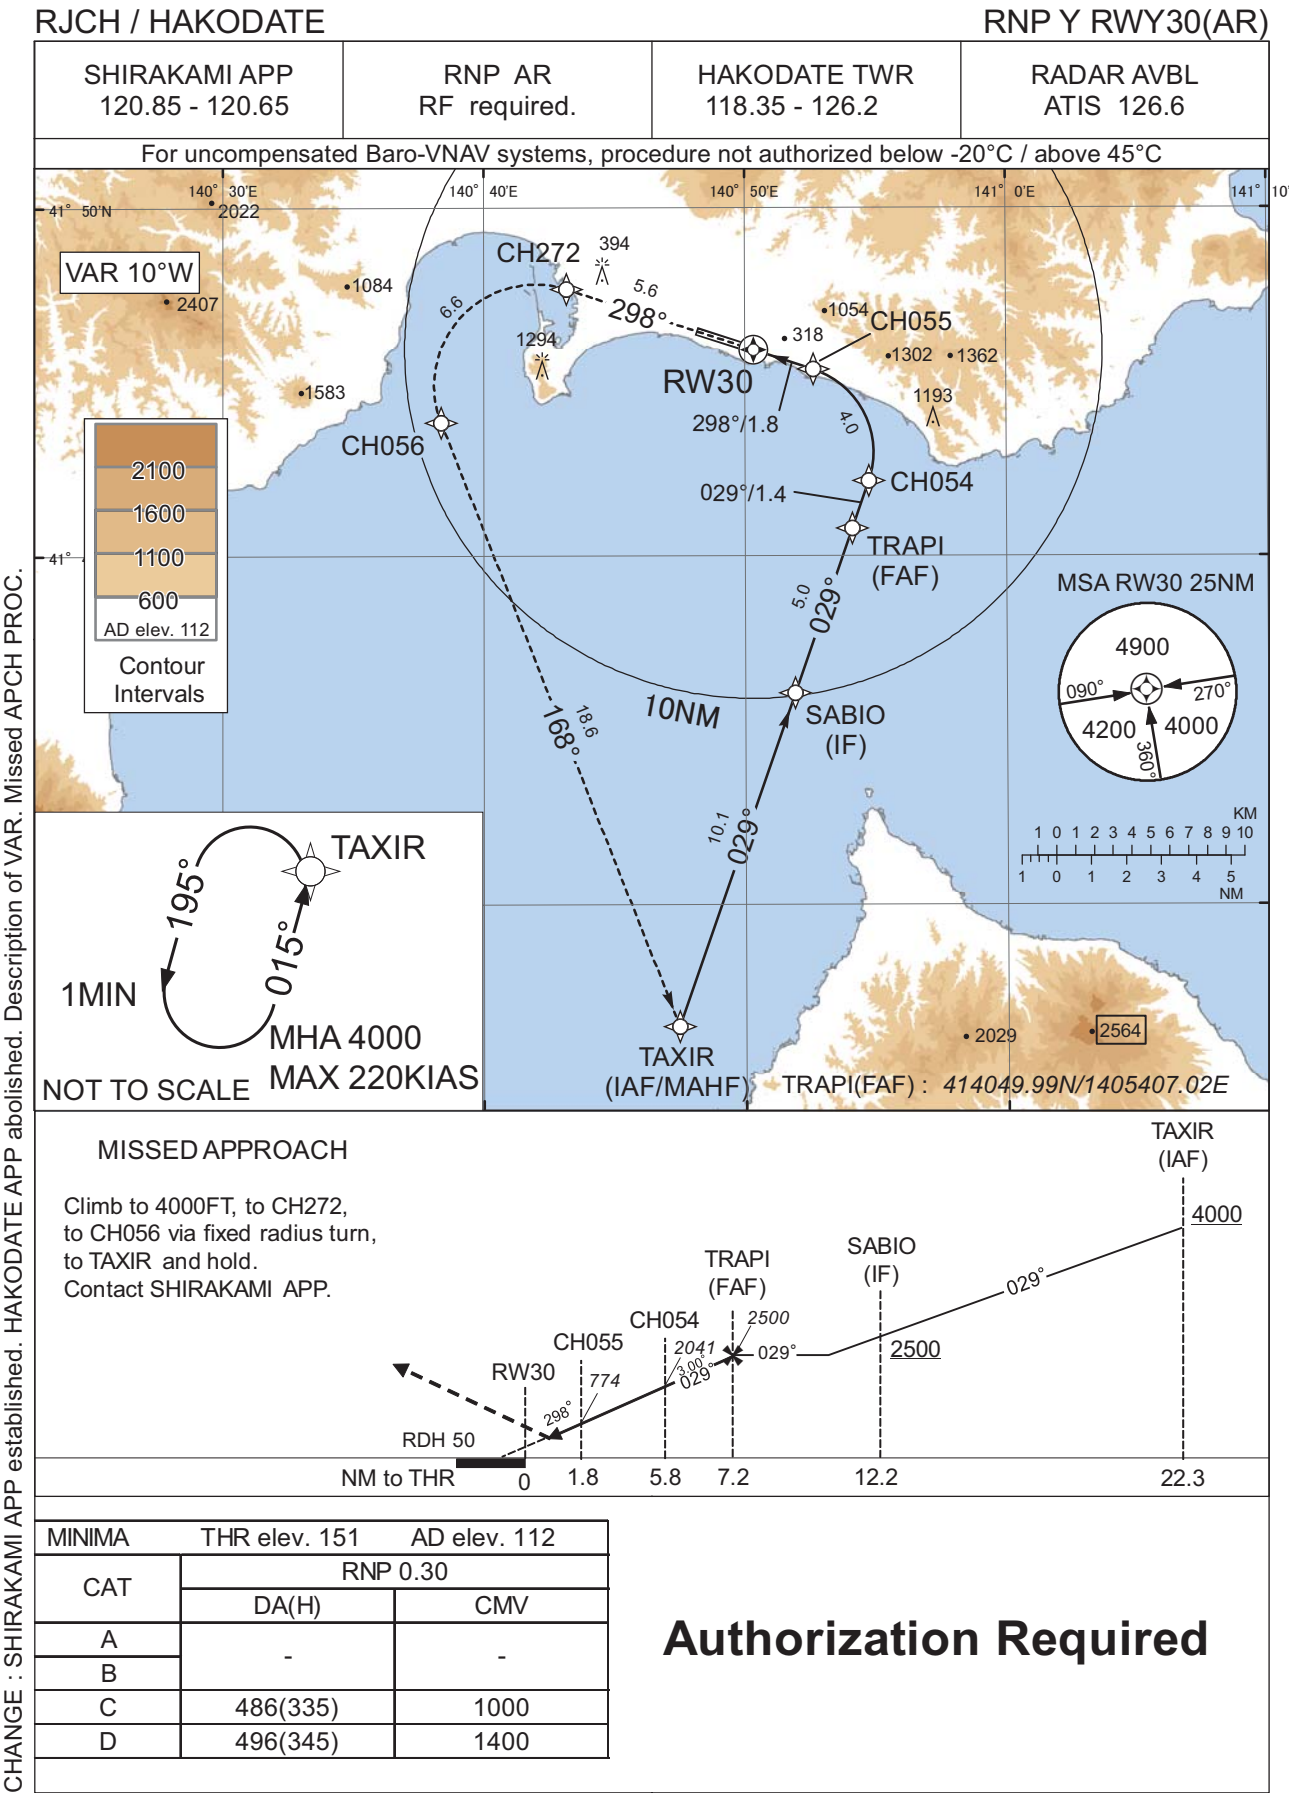 RJCH / HAKODATE
RNP Y RWY30(AR)
SHIRAKAMI APP
120.85 - 120.65
RNP AR
RF required.
HAKODATE TWR
118.35 - 126.2
RADAR AVBL
ATIS 126.6
For uncompensated Baro-VNAV systems, procedure not authorized below -20°C / above 45°C
140° 30'E
140° 40'E
140° 50'E
141° 0'E
141° 10'
41° 50'N
2022
VAR 10°W
2407
1084
1583
CH272
394
5.6
298°
6.6
1294
1054
CH055
318
1302
1362
RW30
1193
298°/1.8
4.0
CH056
CH054
029°/1.4
TRAPI
(FAF)
41°
2100
1600
1100
600
AD elev. 112
Contour
Intervals
5.0
029°
MSA RW30 25NM
4900
090°
270°
4200
4000
360°
10NM
SABIO
(IF)
18.6
168°
10.1
029°
KM
1 0 1 2 3 4 5 6 7 8 9 10
1 0 1 2 3 4 5
NM
TAXIR
195°
015°
1MIN
MHA 4000
MAX 220KIAS
NOT TO SCALE
TAXIR
(IAF/MAHF)
2029
2564
TRAPI(FAF) : 414049.99N/1405407.02E
MISSED APPROACH
Climb to 4000FT, to CH272,
to CH056 via fixed radius turn,
to TAXIR and hold.
Contact SHIRAKAMI APP.
TAXIR
(IAF)
4000
029°
SABIO
(IF)
2500
TRAPI
(FAF)
2500
029°
CH054
2041
3.00°
029°
CH055
774
RW30
298°
RDH 50
NM to THR
0
1.8
5.8
7.2
12.2
22.3
MINIMA THR elev. 151 AD elev. 112
CAT
RNP 0.30
DA(H) CMV
A
B
- -
C 486(335) 1000
D 496(345) 1400
Authorization Required
CHANGE : SHIRAKAMI APP established. HAKODATE APP abolished. Description of VAR. Missed APCH PROC.